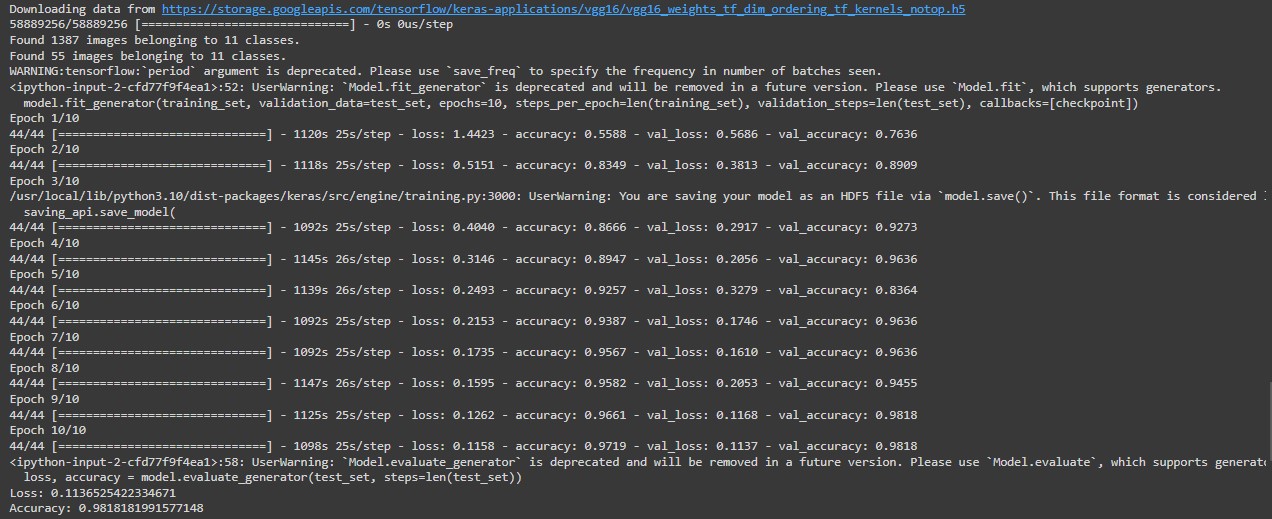 Downloading data from https://storage.googleapis.com/tensorflow/keras-applications/vgg16/vgg16_weights_tf_dim_ordering_tf_kernels_notop.h5
58889256/58889256 [==============================] - 0s 0us/step
Found 1387 images belonging to 11 classes.
Found 55 images belonging to 11 classes.
WARNING:tensorflow:`period` argument is deprecated. Please use `save_freq` to specify the frequency in number of batches seen.
<ipython-input-2-cfd77f9f4ea1>:52: UserWarning: `Model.fit_generator` is deprecated and will be removed in a future version. Please use `Model.fit`, which supports generators.
  model.fit_generator(training_set, validation_data=test_set, epochs=10, steps_per_epoch=len(training_set), validation_steps=len(test_set), callbacks=[checkpoint])
Epoch 1/10
44/44 [==============================] - 1120s 25s/step - loss: 1.4423 - accuracy: 0.5588 - val_loss: 0.5686 - val_accuracy: 0.7636
Epoch 2/10
44/44 [==============================] - 1118s 25s/step - loss: 0.5151 - accuracy: 0.8349 - val_loss: 0.3813 - val_accuracy: 0.8909
Epoch 3/10
/usr/local/lib/python3.10/dist-packages/keras/src/engine/training.py:3000: UserWarning: You are saving your model as an HDF5 file via `model.save()`. This file format is considered
  saving_api.save_model(
44/44 [==============================] - 1092s 25s/step - loss: 0.4040 - accuracy: 0.8666 - val_loss: 0.2917 - val_accuracy: 0.9273
Epoch 4/10
44/44 [==============================] - 1145s 26s/step - loss: 0.3146 - accuracy: 0.8947 - val_loss: 0.2056 - val_accuracy: 0.9636
Epoch 5/10
44/44 [==============================] - 1139s 26s/step - loss: 0.2493 - accuracy: 0.9257 - val_loss: 0.3279 - val_accuracy: 0.8364
Epoch 6/10
44/44 [==============================] - 1092s 25s/step - loss: 0.2153 - accuracy: 0.9387 - val_loss: 0.1746 - val_accuracy: 0.9636
Epoch 7/10
44/44 [==============================] - 1092s 25s/step - loss: 0.1735 - accuracy: 0.9567 - val_loss: 0.1610 - val_accuracy: 0.9636
Epoch 8/10
44/44 [==============================] - 1147s 26s/step - loss: 0.1595 - accuracy: 0.9582 - val_loss: 0.2053 - val_accuracy: 0.9455
Epoch 9/10
44/44 [==============================] - 1125s 25s/step - loss: 0.1262 - accuracy: 0.9661 - val_loss: 0.1168 - val_accuracy: 0.9818
Epoch 10/10
44/44 [==============================] - 1098s 25s/step - loss: 0.1158 - accuracy: 0.9719 - val_loss: 0.1137 - val_accuracy: 0.9818
<ipython-input-2-cfd77f9f4ea1>:58: UserWarning: `Model.evaluate_generator` is deprecated and will be removed in a future version. Please use `Model.evaluate`, which supports generato
  loss, accuracy = model.evaluate_generator(test_set, steps=len(test_set))
Loss: 0.1136525422334671
Accuracy: 0.9818181991577148